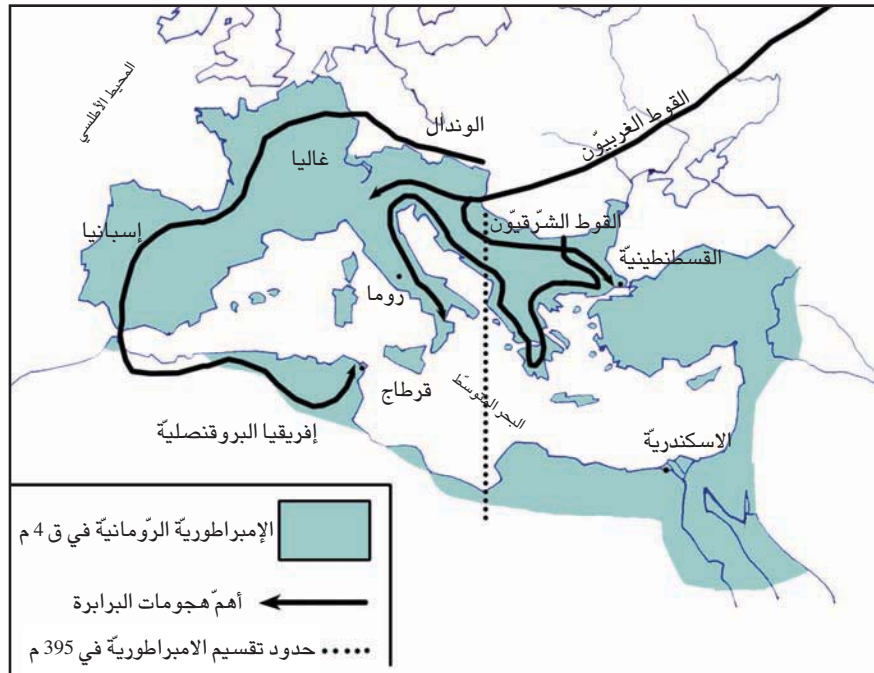 المحيط الأطلسي
الوندال
القوط الغربيّون
غاليا
القوط الشّرقيّون
إسبانيا
القسطنطينيّة
روما
البحر المتوسّط
قرطاج
الاسكندريّة
إفريقيا البروقنصليّة
الإمبراطوريّة الرّومانيّة في ق 4 م
أهمّ هجومات البرابرة
حدود تقسيم الامبراطوريّة في 395 م